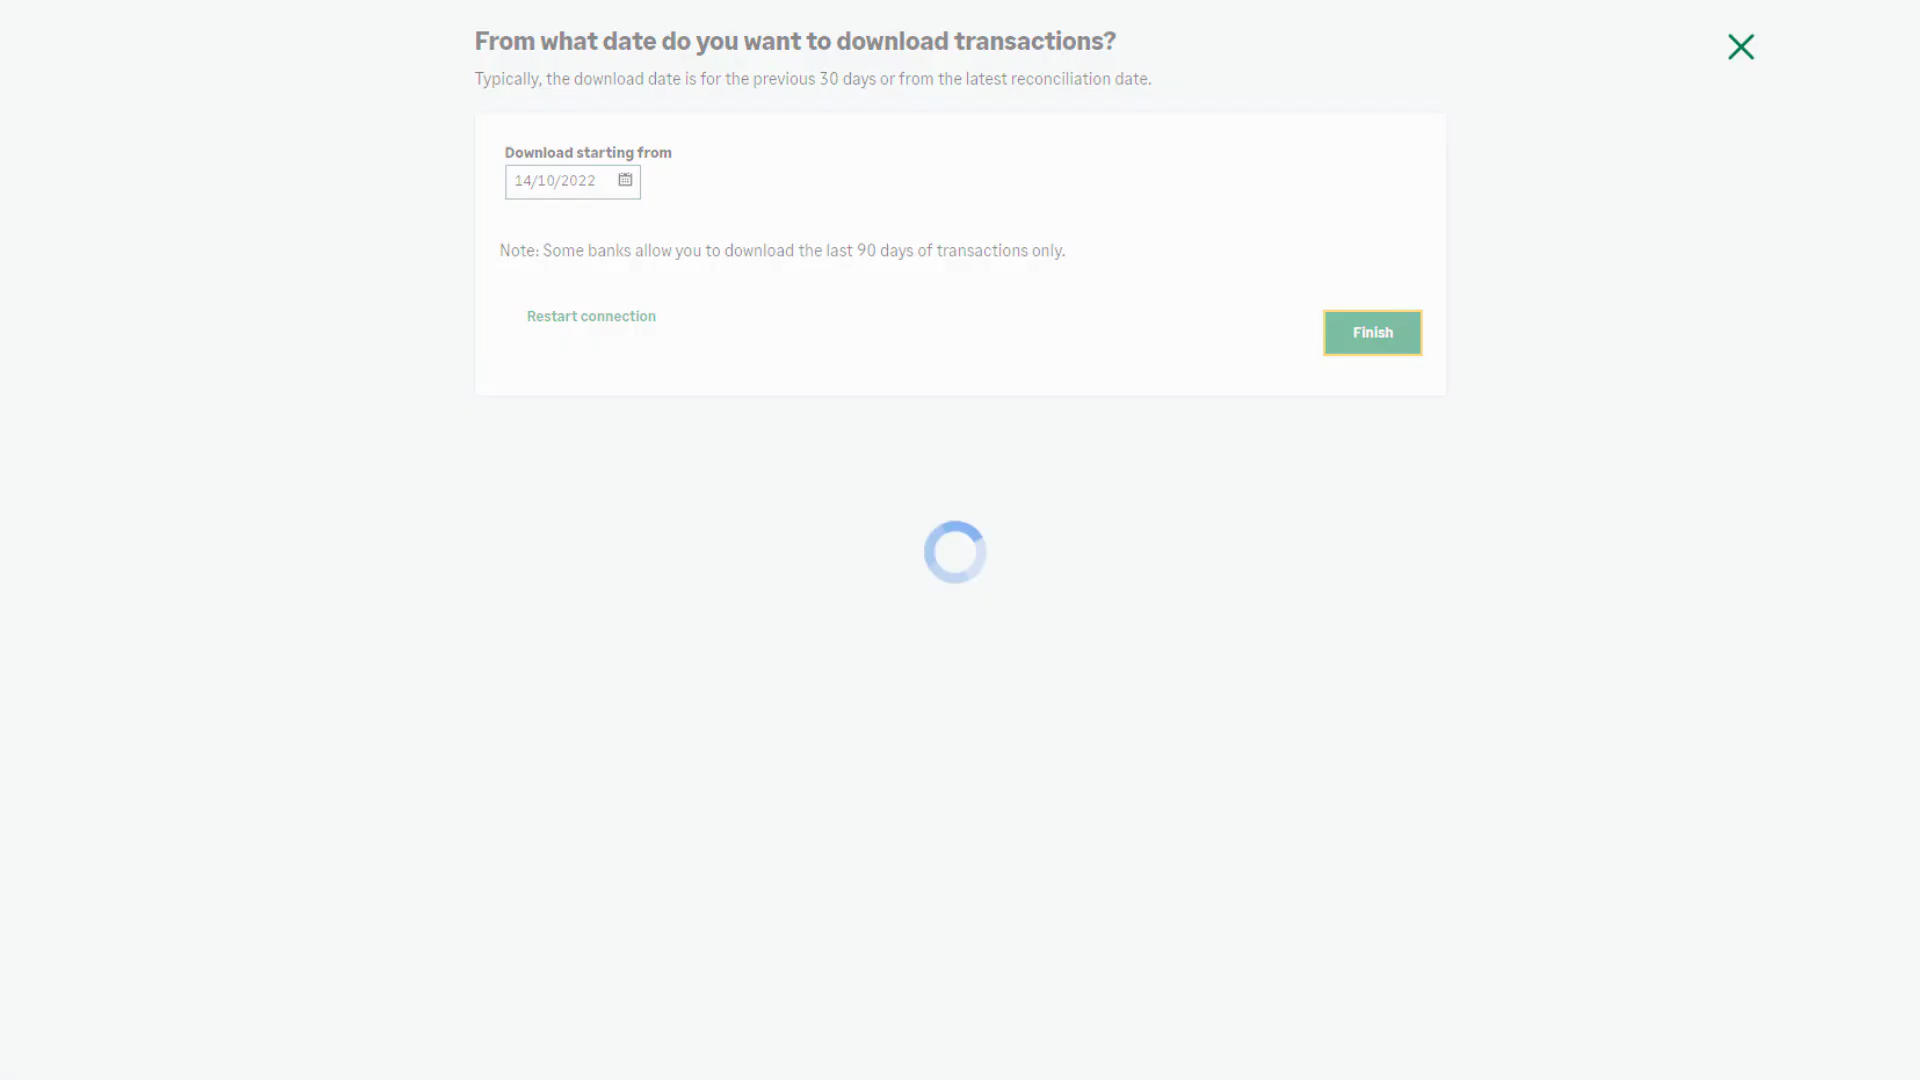 From what date do you want to download transactions?
Typically, the download date is for the previous 30 days or from the latest reconciliation date.
Download starting from
14/10/2022
Note: Some banks allow you to download the last 90 days of transactions only.
Restart connection
Finish